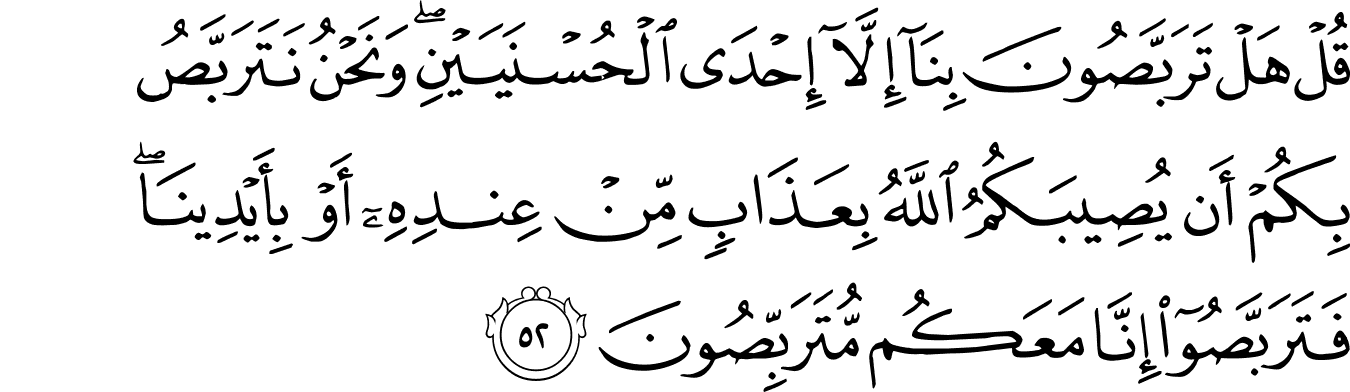 قُلْ هَلْ تَرَبَّصُونَ بِنَآ إِلَّآ إِحْدَى ٱلْحُسْنَيَيْنِ ۖ وَنَحْنُ نَتَرَبَّصُ
بِكُمْ أَن يُصِيبَكُمُ ٱللَّهُ بِعَذَابٍ مِّنْ عِندِهِۦٓ أَوْ بِأَيْدِينَا ۖ
فَتَرَبَّصُوٓا۟ إِنَّا مَعَكُم مُّتَرَبِّصُونَ ٥٢